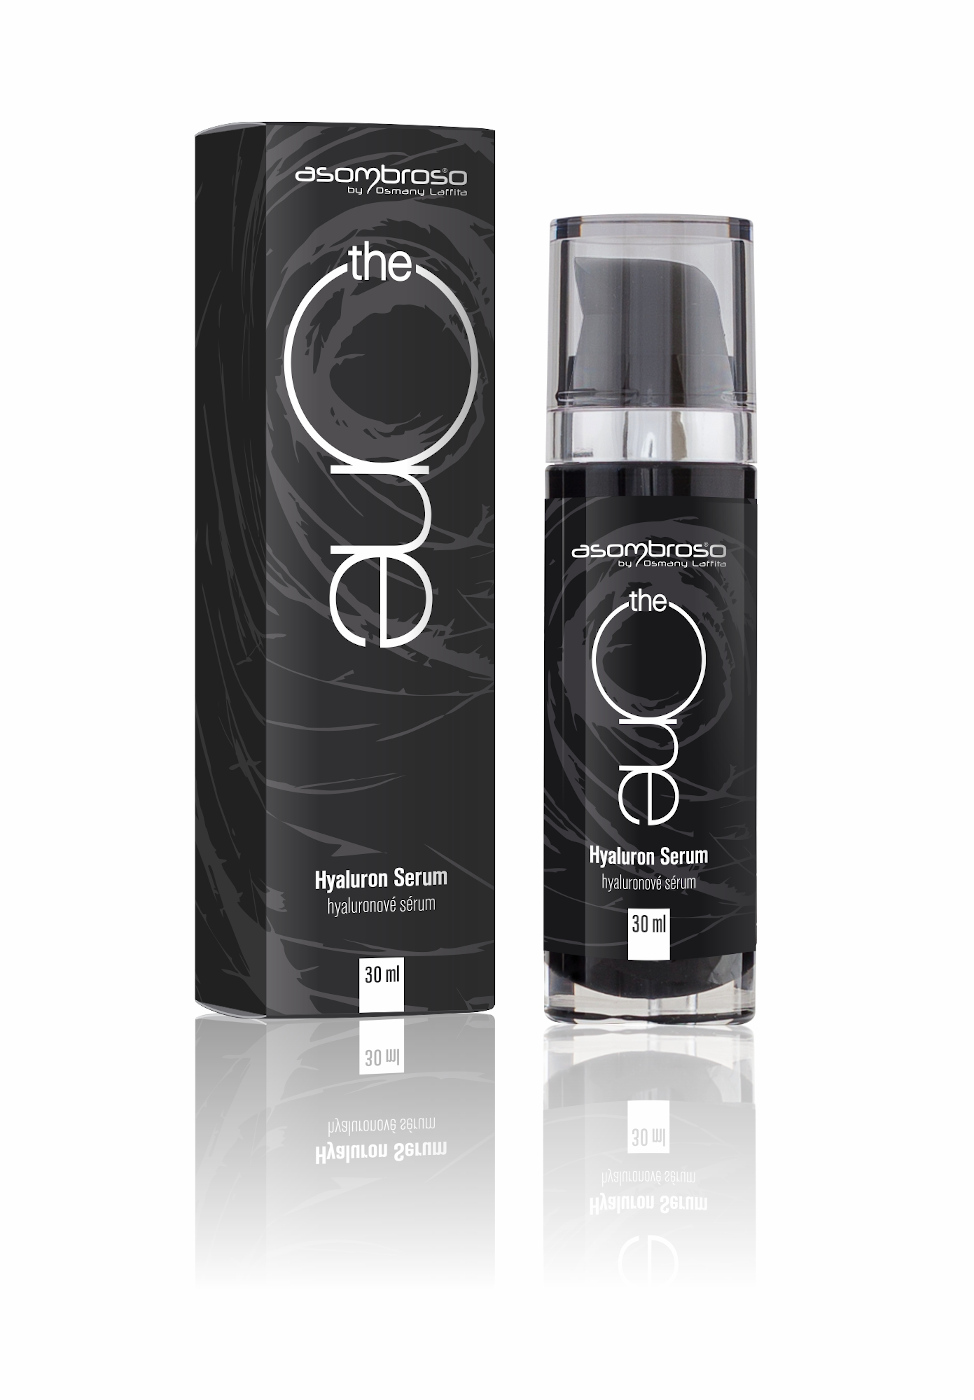 asombroso®
by Osmany Laffita
the
One
Hyaluron Serum
hyaluronové sérum
30 ml
asombroso®
by Osmany Laffita
the
One
Hyaluron Serum
hyaluronové sérum
30 ml